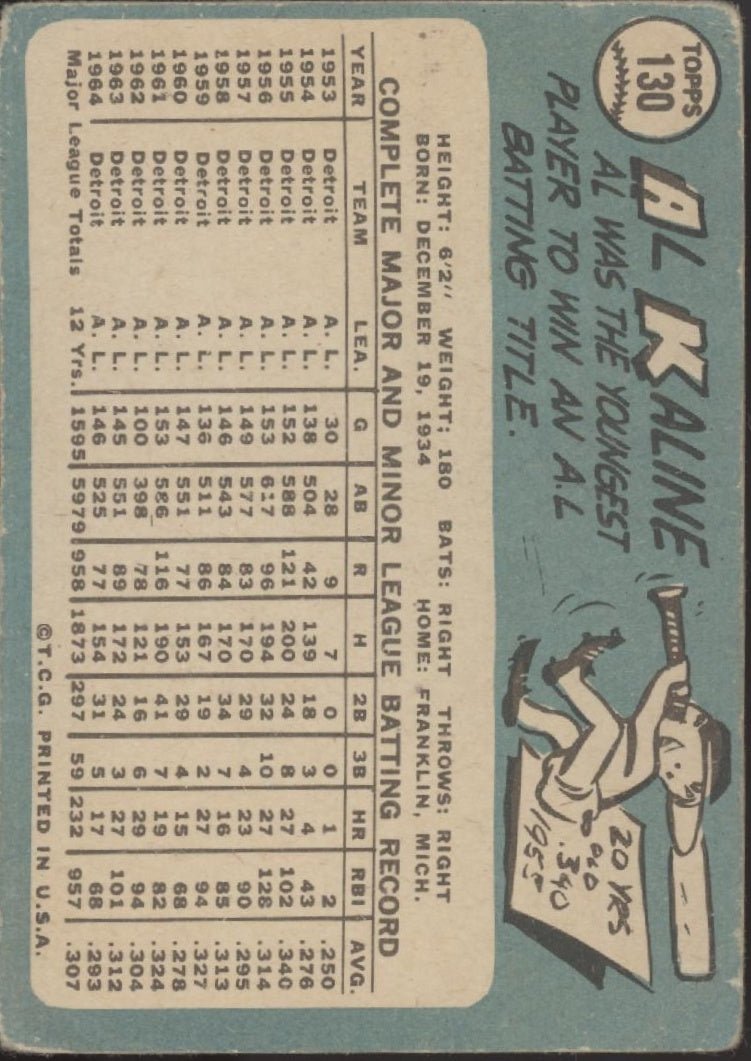 TOPPS
130
AL KALINE
AL WAS THE YOUNGEST
PLAYER TO WIN AN A.L
BATTING TITLE.
20 YRS
OLD
.340
1955
HEIGHT: 6'2" WEIGHT; 180 BATS: RIGHT THROWS: RIGHT
BORN: DECEMBER 19, 1934 HOME: FRANKLIN, MICH.
COMPLETE MAJOR AND MINOR LEAGUE BATTING RECORD
YEAR TEAM LEA. G AB R H 2B 3B HR RBI AVG.
1953 Detroit A. L. 30 28 9 7 0 0 1 2 .250
1954 Detroit A. L. 138 504 42 139 18 3 4 43 .276
1955 Detroit A. L. 152 588 121 200 24 8 27 102 .340
1956 Detroit A. L. 153 617 96 194 32 10 27 128 .314
1957 Detroit A. L. 149 577 83 170 29 4 23 90 .295
1958 Detroit A. L. 146 543 84 170 34 7 16 85 .313
1959 Detroit A. L. 136 511 86 167 19 2 27 94 .327
1960 Detroit A. L. 147 551 77 153 29 4 15 68 .278
1961 Detroit A. L. 153 586 116 190 41 7 19 82 .324
1962 Detroit A. L. 100 398 78 121 16 6 29 94 .304
1963 Detroit A. L. 145 551 89 172 24 3 27 101 .312
1964 Detroit A. L. 146 525 77 154 31 5 17 68 .293
Major League Totals 12 Yrs. 1595 5979 958 1873 297 59 232 957 .307
©T.C.G. PRINTED IN U.S.A.